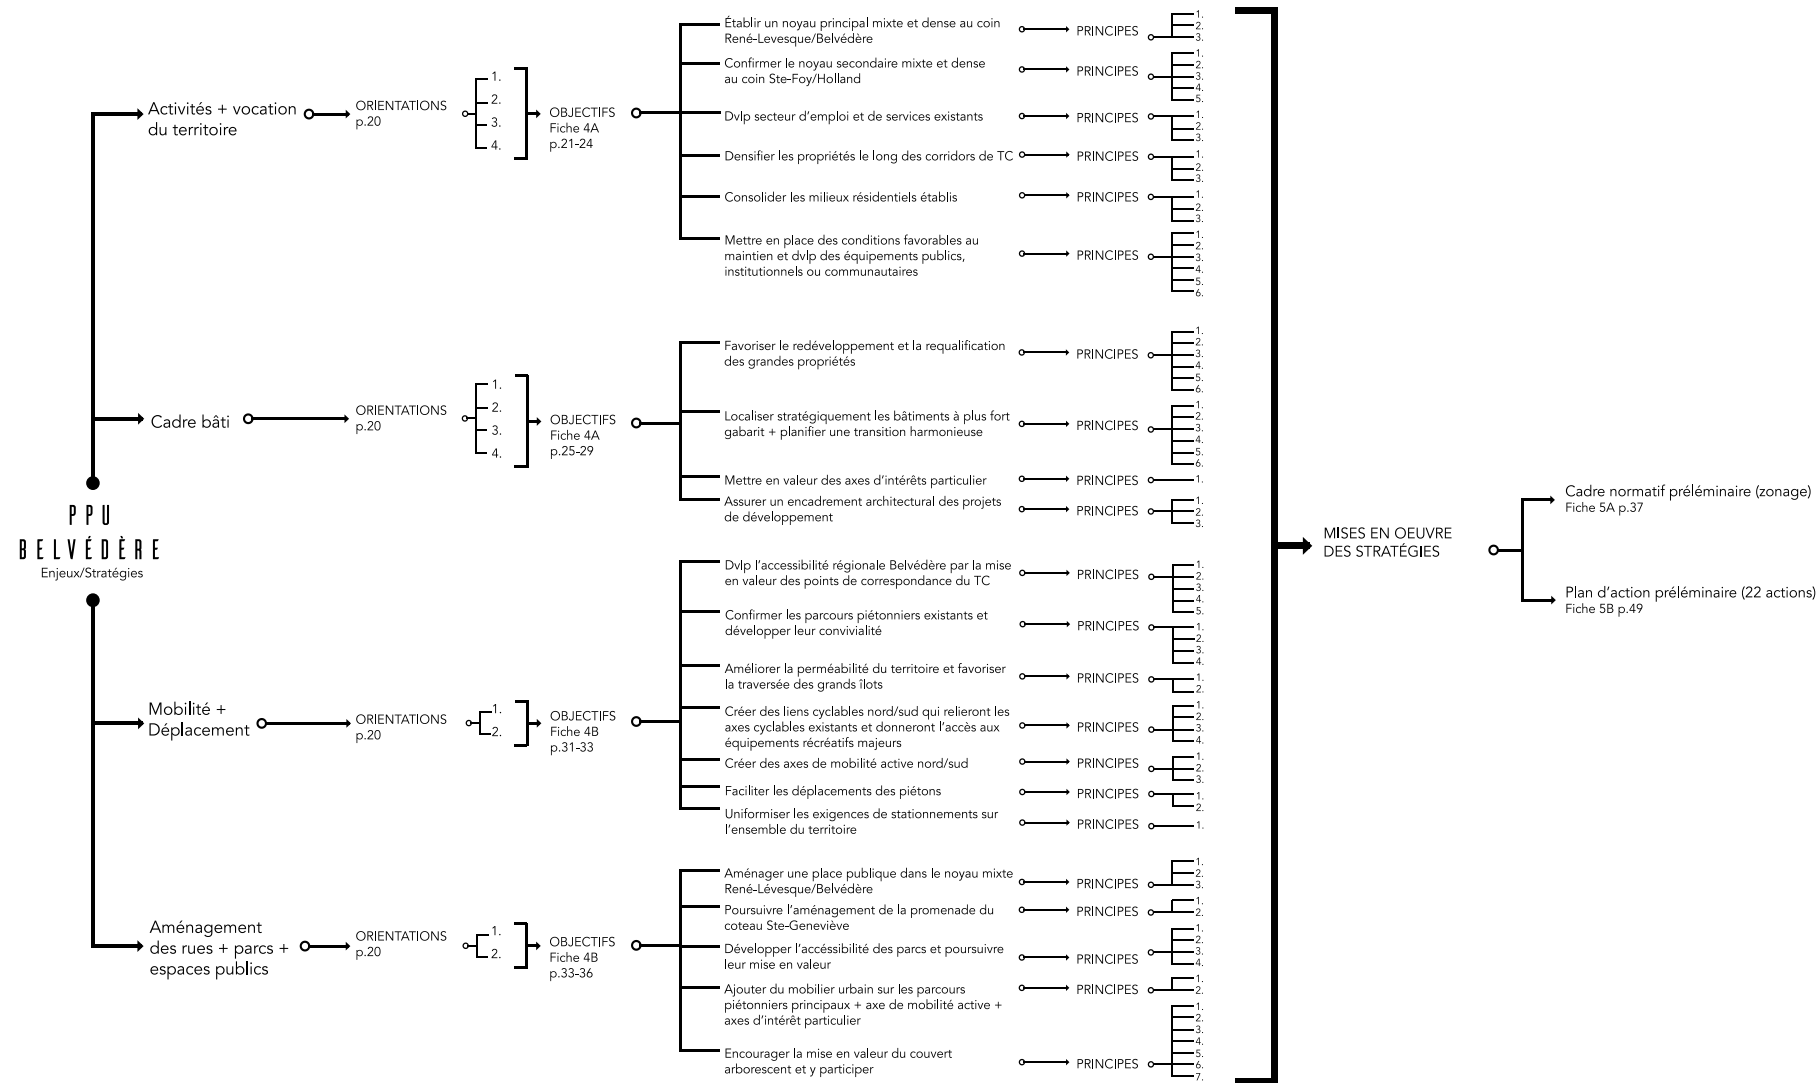 PPU
BELVÉDÈRE
Enjeux/Stratégies
Activités + vocation
du territoire
ORIENTATIONS
p.20
1.
2.
3.
4.
OBJECTIFS
Fiche 4A
p.21-24
Établir un noyau principal mixte et dense au coin
René-Levesque/Belvédère
PRINCIPES
1.
2.
3.
Confirmer le noyau secondaire mixte et dense
au coin Ste-Foy/Holland
PRINCIPES
1.
2.
3.
4.
5.
Dvlp secteur d'emploi et de services existants
PRINCIPES
1.
2.
3.
Densifier les propriétés le long des corridors de TC
PRINCIPES
1.
2.
3.
Consolider les milieux résidentiels établis
PRINCIPES
1.
2.
3.
Mettre en place des conditions favorables au
maintien et dvlp des équipements publics,
institutionnels ou communautaires
PRINCIPES
1.
2.
3.
4.
5.
6.
Cadre bâti
ORIENTATIONS
p.20
1.
2.
3.
4.
OBJECTIFS
Fiche 4A
p.25-29
Favoriser le redéveloppement et la requalification
des grandes propriétés
PRINCIPES
1.
2.
3.
4.
5.
6.
Localiser stratégiquement les bâtiments à plus fort
gabarit + planifier une transition harmonieuse
PRINCIPES
1.
2.
3.
4.
5.
6.
Mettre en valeur des axes d'intérêts particulier
PRINCIPES
1.
Assurer un encadrement architectural des projets
de développement
PRINCIPES
1.
2.
3.
Mobilité +
Déplacement
ORIENTATIONS
p.20
1.
2.
OBJECTIFS
Fiche 4B
p.31-33
Dvlp l'accessibilité régionale Belvédère par la mise
en valeur des points de correspondance du TC
PRINCIPES
1.
2.
3.
4.
5.
Confirmer les parcours piétonniers existants et
développer leur convivialité
PRINCIPES
1.
2.
3.
4.
Améliorer la perméabilité du territoire et favoriser
la traversée des grands îlots
PRINCIPES
1.
2.
Créer des liens cyclables nord/sud qui relieront les
axes cyclables existants et donneront l'accès aux
équipements récréatifs majeurs
PRINCIPES
1.
2.
3.
4.
Créer des axes de mobilité active nord/sud
PRINCIPES
1.
2.
3.
Faciliter les déplacements des piétons
PRINCIPES
1.
2.
Uniformiser les exigences de stationnements sur
l'ensemble du territoire
PRINCIPES
1.
Aménagement
des rues + parcs +
espaces publics
ORIENTATIONS
p.20
1.
2.
OBJECTIFS
Fiche 4B
p.33-36
Aménager une place publique dans le noyau mixte
René-Lévesque/Belvédère
PRINCIPES
1.
2.
3.
Poursuivre l'aménagement de la promenade du
coteau Ste-Geneviève
PRINCIPES
1.
2.
Développer l'accéssibilité des parcs et poursuivre
leur mise en valeur
PRINCIPES
1.
2.
3.
4.
Ajouter du mobilier urbain sur les parcours
piétonniers principaux + axe de mobilité active +
axes d'intérêt particulier
PRINCIPES
1.
2.
Encourager la mise en valeur du couvert
arborescent et y participer
PRINCIPES
1.
2.
3.
4.
5.
6.
7.
MISES EN OEUVRE
DES STRATÉGIES
Cadre normatif préléminaire (zonage)
Fiche 5A p.37
Plan d'action préléminaire (22 actions)
Fiche 5B p.49